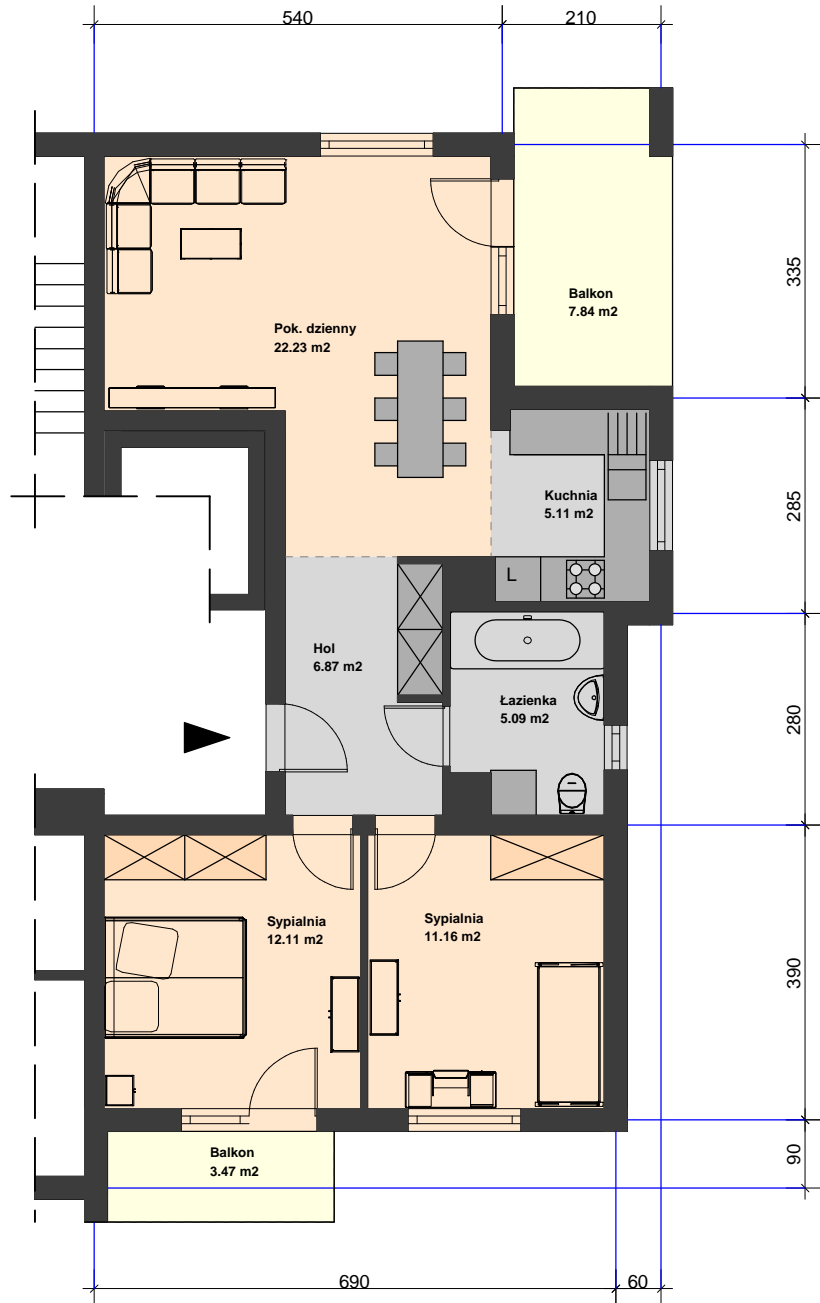 540
210
335
Balkon
7.84 m2
Pok. dzienny
22.23 m2
Kuchnia
5.11 m2
285
L
Hol
6.87 m2
Łazienka
5.09 m2
280
Sypialnia
12.11 m2
Sypialnia
11.16 m2
390
Balkon
3.47 m2
90
690
60